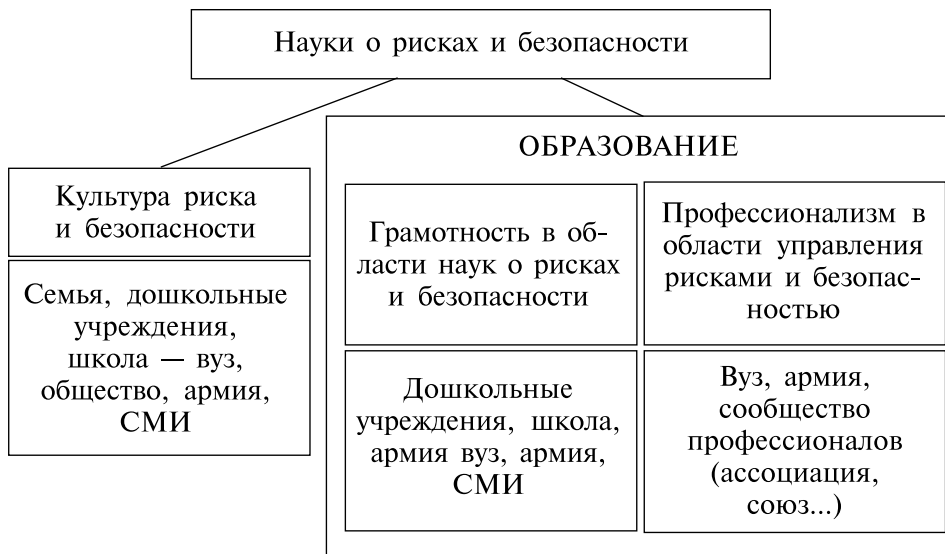 Науки о рисках и безопасности
Культура риска
и безопасности
Семья, дошкольные
учреждения,
школа — вуз,
общество, армия,
СМИ
ОБРАЗОВАНИЕ
Грамотность в об-
ласти наук о рисках
и безопасности
Дошкольные
учреждения, школа,
армия вуз, армия,
СМИ
Профессионализм в
области управления
рисками и безопас-
ностью
Вуз, армия,
сообщество
профессионалов
(ассоциация,
союз...)